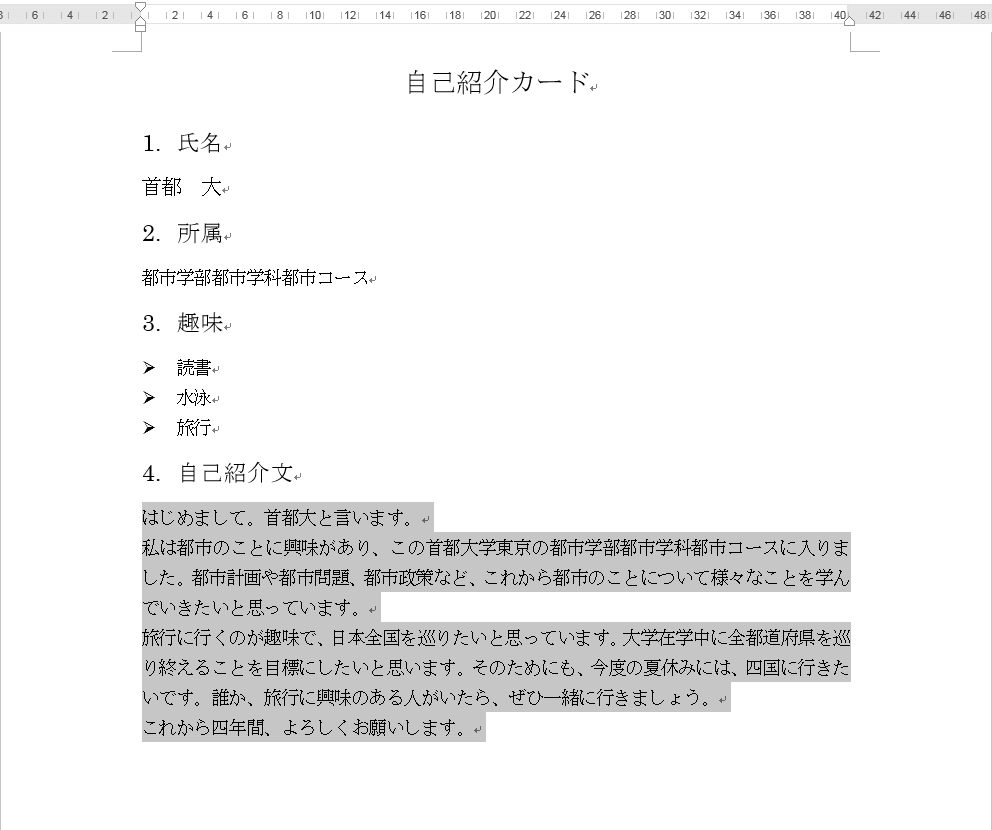 8 6 4 2 2 4 6 8 10 12 14 16 18 20 22 24 26 28 30 32 34 36 38 40 42 44 46 48
自己紹介カード
1. 氏名
首都　大
2. 所属
都市学部都市学科都市コース
3. 趣味
➢ 読書
➢ 水泳
➢ 旅行
4. 自己紹介文
はじめまして。首都大と言います。
私は都市のことに興味があり、この首都大学東京の都市学部都市学科都市コースに入りま
した。都市計画や都市問題、都市政策など、これから都市のことについて様々なことを学ん
でいきたいと思っています。
旅行に行くのが趣味で、日本全国を巡りたいと思っています。大学在学中に全都道府県を巡
り終えることを目標にしたいと思います。そのためにも、今度の夏休みには、四国に行きた
いです。誰か、旅行に興味のある人がいたら、ぜひ一緒に行きましょう。
これから四年間、よろしくお願いします。